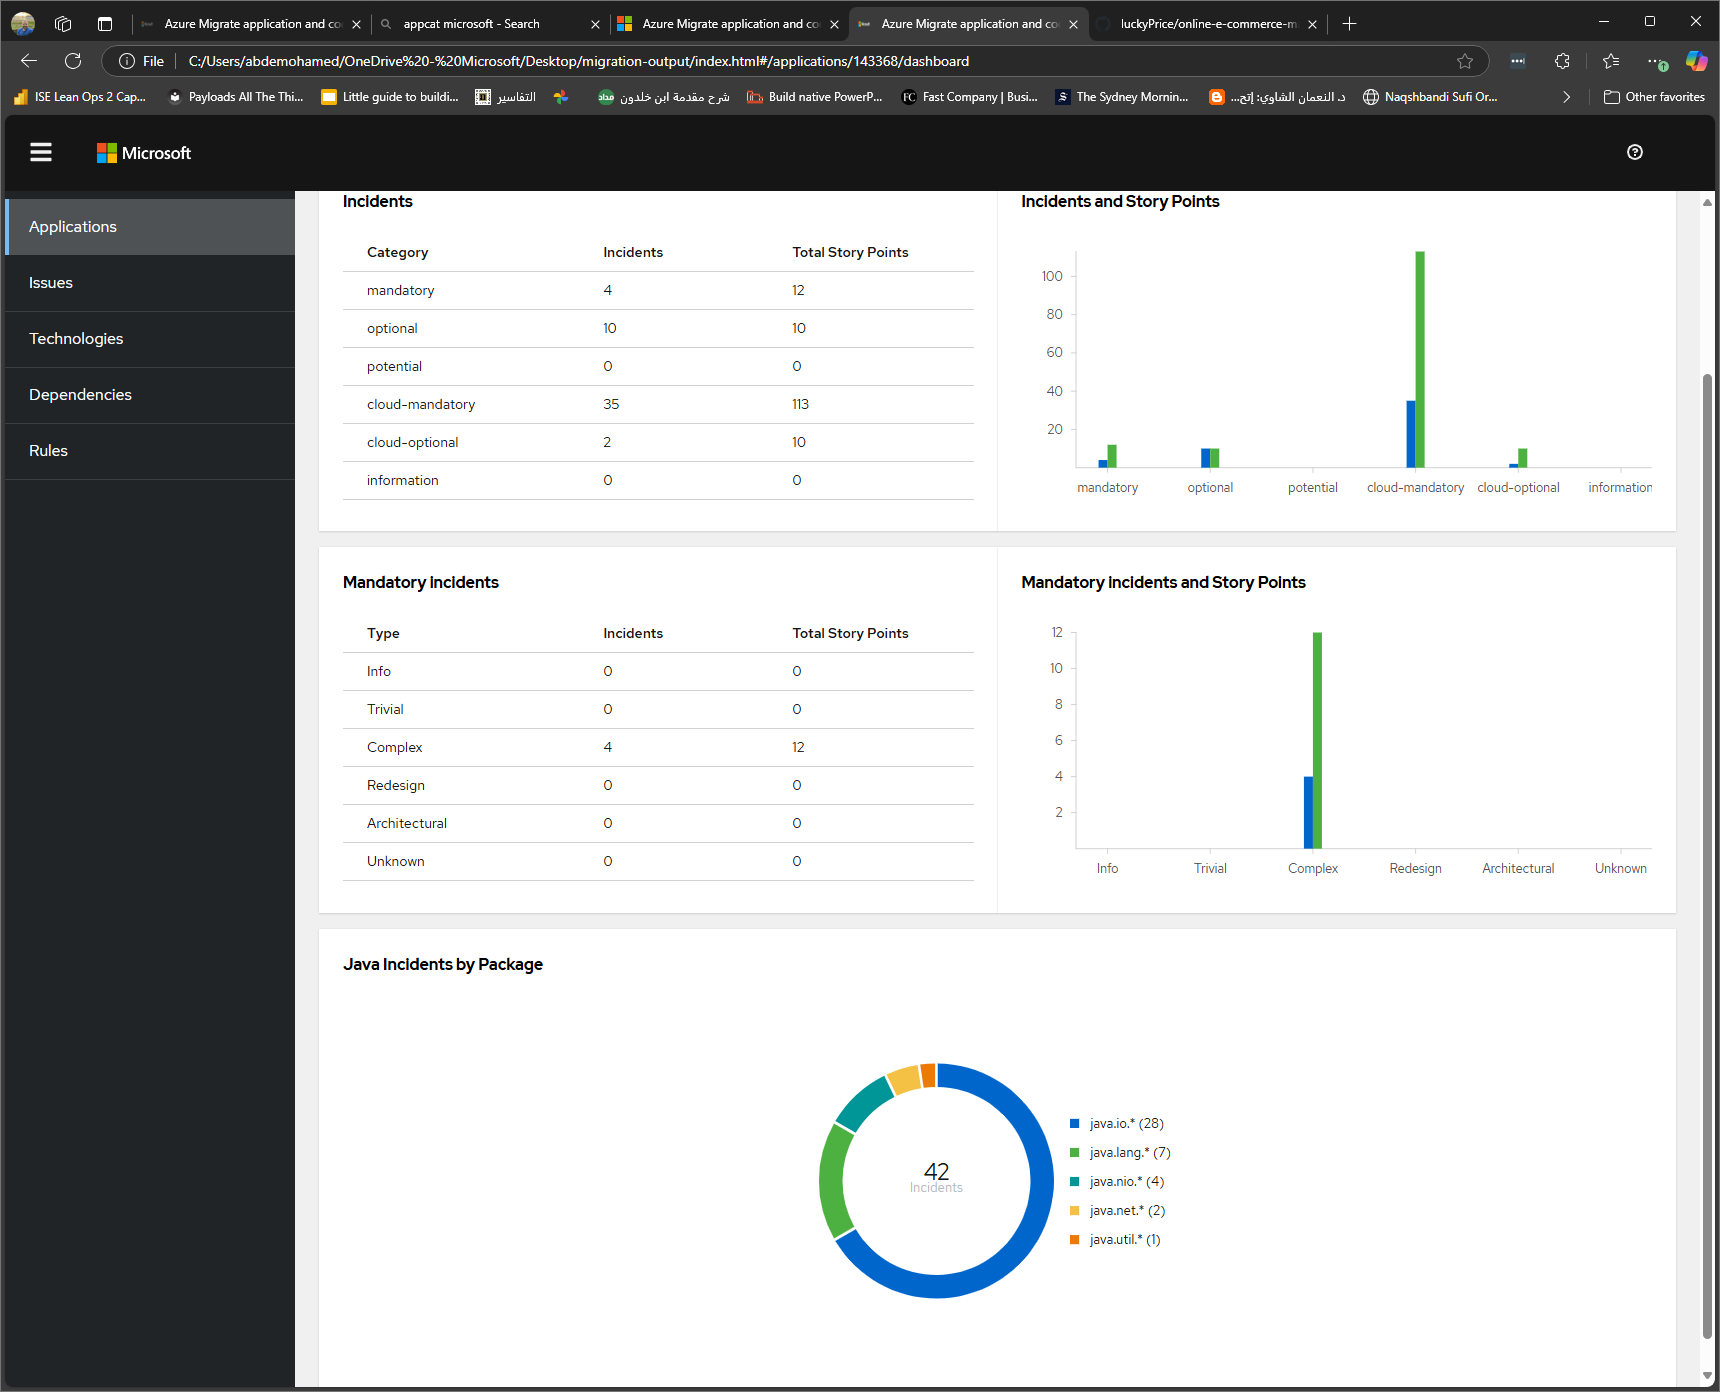 Azure Migrate application and co
appcat microsoft - Search
Azure Migrate application and co
Azure Migrate application and co
luckyPrice/online-e-commerce-m
File
C:/Users/abdemohamed/OneDrive%20-%20Microsoft/Desktop/migration-output/index.html#/applications/143368/dashboard
ISE Lean Ops 2 Cap...
Payloads All The Thi...
Little guide to buildi...
التفاسير
شرح مقدمة ابن خلدون
Build native PowerP...
Fast Company | Busi...
The Sydney Mornin...
د. النعمان الشاوي: إتح...
Naqshbandi Sufi Or...
Other favorites
Microsoft
Applications
Issues
Technologies
Dependencies
Rules
Incidents
Category Incidents Total Story Points
mandatory 4 12
optional 10 10
potential 0 0
cloud-mandatory 35 113
cloud-optional 2 10
information 0 0
Incidents and Story Points
100
80
60
40
20
mandatory optional potential cloud-mandatory cloud-optional information
Mandatory incidents
Type Incidents Total Story Points
Info 0 0
Trivial 0 0
Complex 4 12
Redesign 0 0
Architectural 0 0
Unknown 0 0
Mandatory incidents and Story Points
12
10
8
6
4
2
Info Trivial Complex Redesign Architectural Unknown
Java Incidents by Package
42
Incidents
java.io.* (28)
java.lang.* (7)
java.nio.* (4)
java.net.* (2)
java.util.* (1)